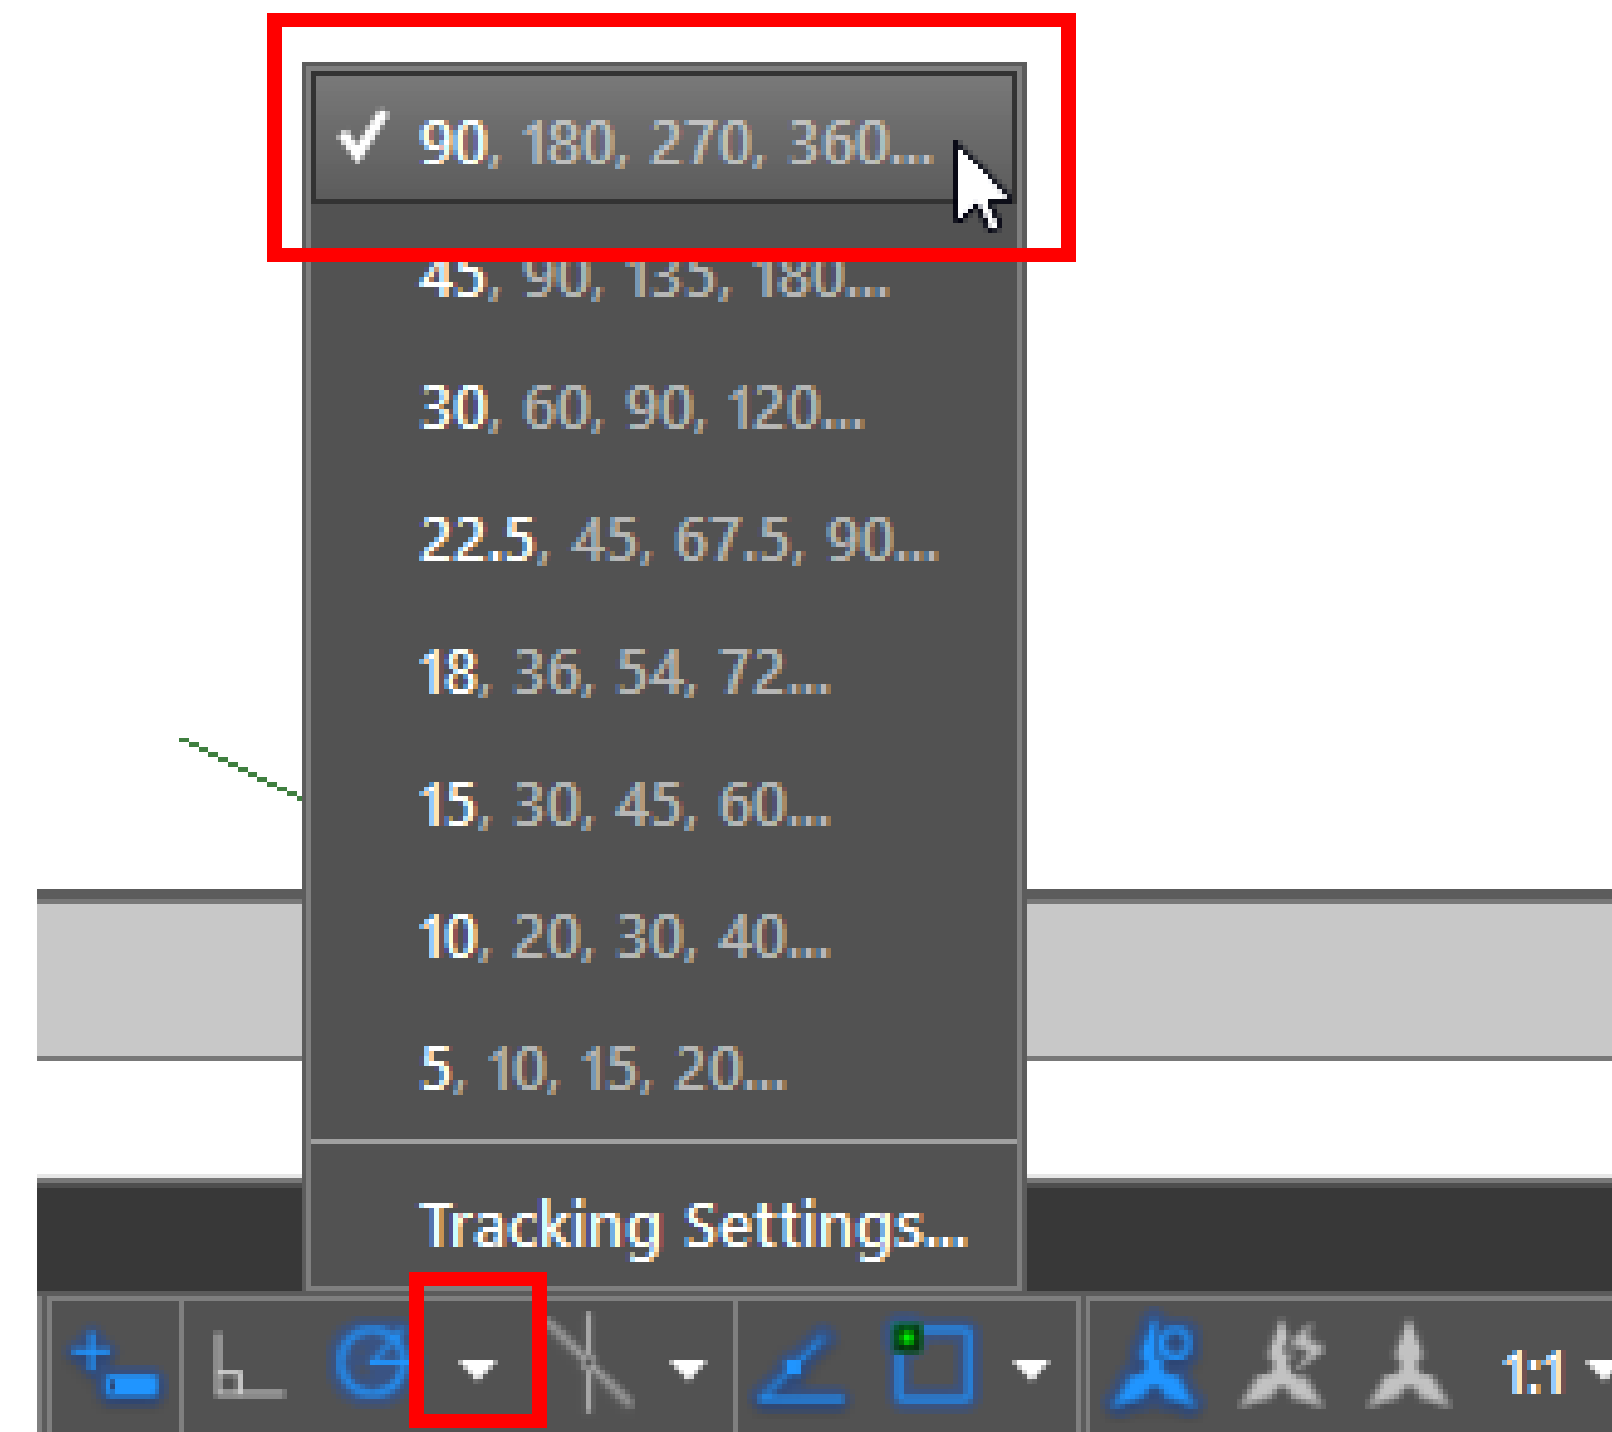 90, 180, 270, 360...
45, 90, 135, 180...
30, 60, 90, 120...
22.5, 45, 67.5, 90...
18, 36, 54, 72...
15, 30, 45, 60...
10, 20, 30, 40...
5, 10, 15, 20...
Tracking Settings...
1:1